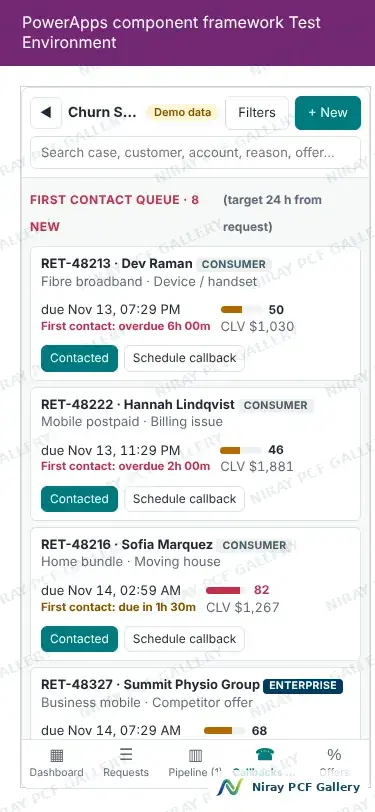 PowerApps component framework Test
Environment
Churn S...
Demo data
Filters
+ New
Search case, customer, account, reason, offer...
FIRST CONTACT QUEUE · 8 NEW
(target 24 h from request)
RET-48213 · Dev Raman CONSUMER
Fibre broadband · Device / handset
due Nov 13, 07:29 PM 50
First contact: overdue 6h 00m CLV $1,030
Contacted Schedule callback
RET-48222 · Hannah Lindqvist CONSUMER
Mobile postpaid · Billing issue
due Nov 13, 11:29 PM 46
First contact: overdue 2h 00m CLV $1,881
Contacted Schedule callback
RET-48216 · Sofia Marquez CONSUMER
Home bundle · Moving house
due Nov 14, 02:59 AM 82
First contact: due in 1h 30m CLV $1,267
Contacted Schedule callback
RET-48327 · Summit Physio Group ENTERPRISE
Business mobile · Competitor offer
due Nov 14, 07:29 AM 68
Dashboard Requests Pipeline (1) Callbacks Offers
Niray PCF Gallery
NIRAY PCF GALLERY